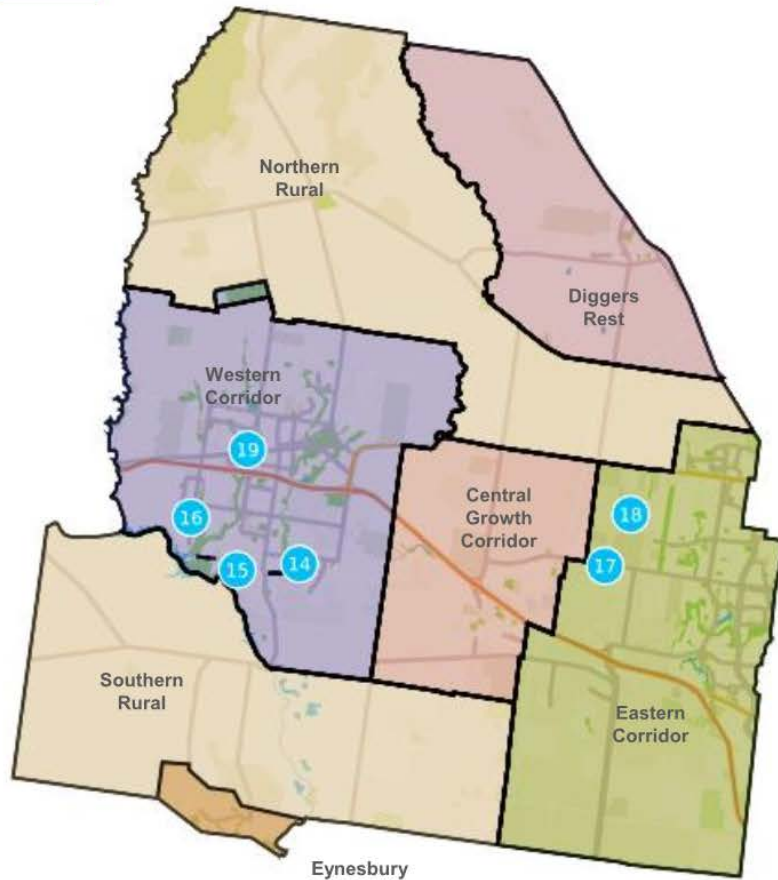 Northern
Rural
Diggers
Rest
Western
Corridor
19
Central
Growth
Corridor
16
18
15
14
17
Southern
Rural
Eastern
Corridor
Eynesbury